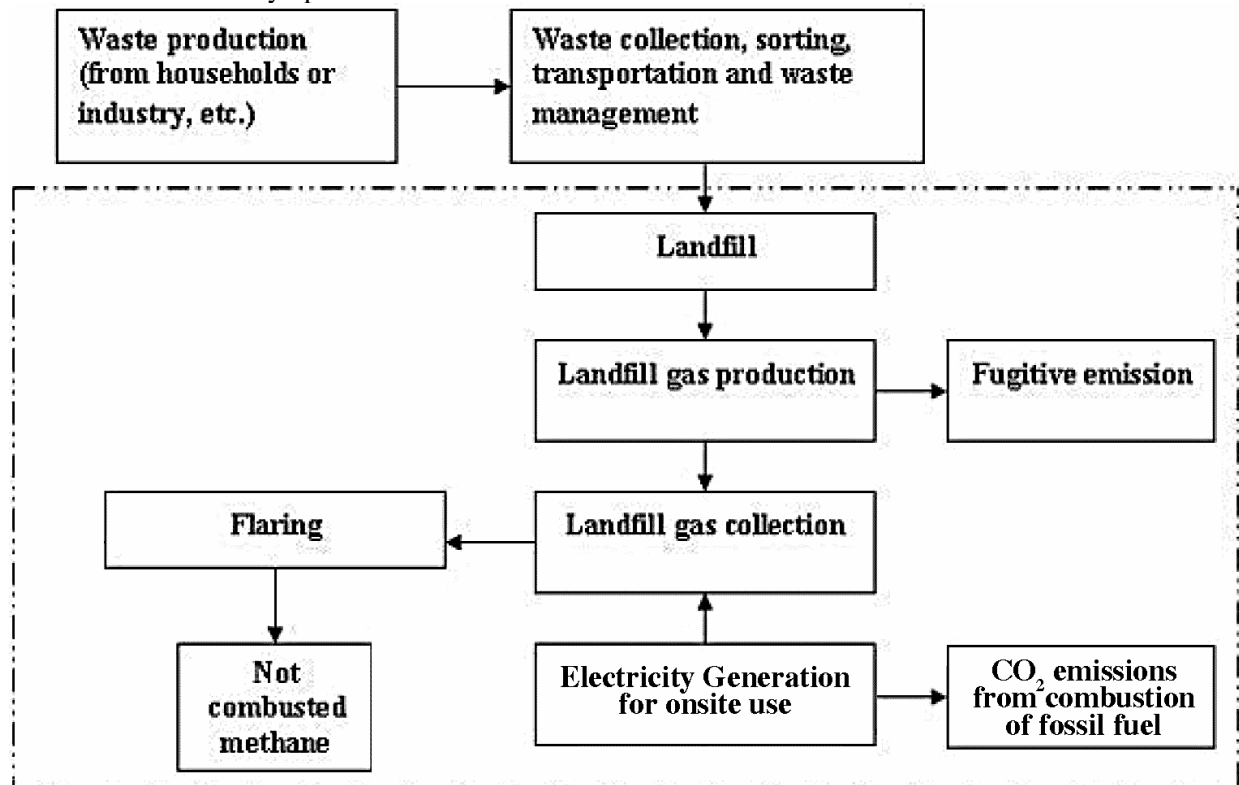 Waste production
(from households or
industry, etc.)
Waste collection, sorting,
transportation and waste
management
Landfill
Landfill gas production
Fugitive emission
Flaring
Landfill gas collection
Not
combusted
methane
Electricity Generation
for onsite use
CO₂ emissions
from combustion
of fossil fuel